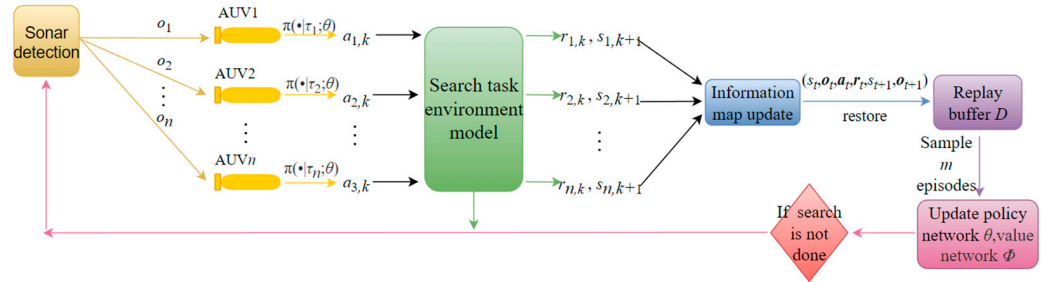 Sonar
detection
o1
o2
⋮
on
AUV1
π(•|τ1;θ)
a1,k
AUV2
π(•|τ2;θ)
a2,k
⋮
⋮
AUVn
π(•|τn;θ)
a3,k
Search task
environment
model
r1,k , s1,k+1
r2,k , s2,k+1
⋮
rn,k , sn,k+1
Information
map update
(st,ot,at,rt,st+1,ot+1)
restore
Replay
buffer D
Sample
m
episodes
Update policy
network θ,value
network Φ
If search
is not
done